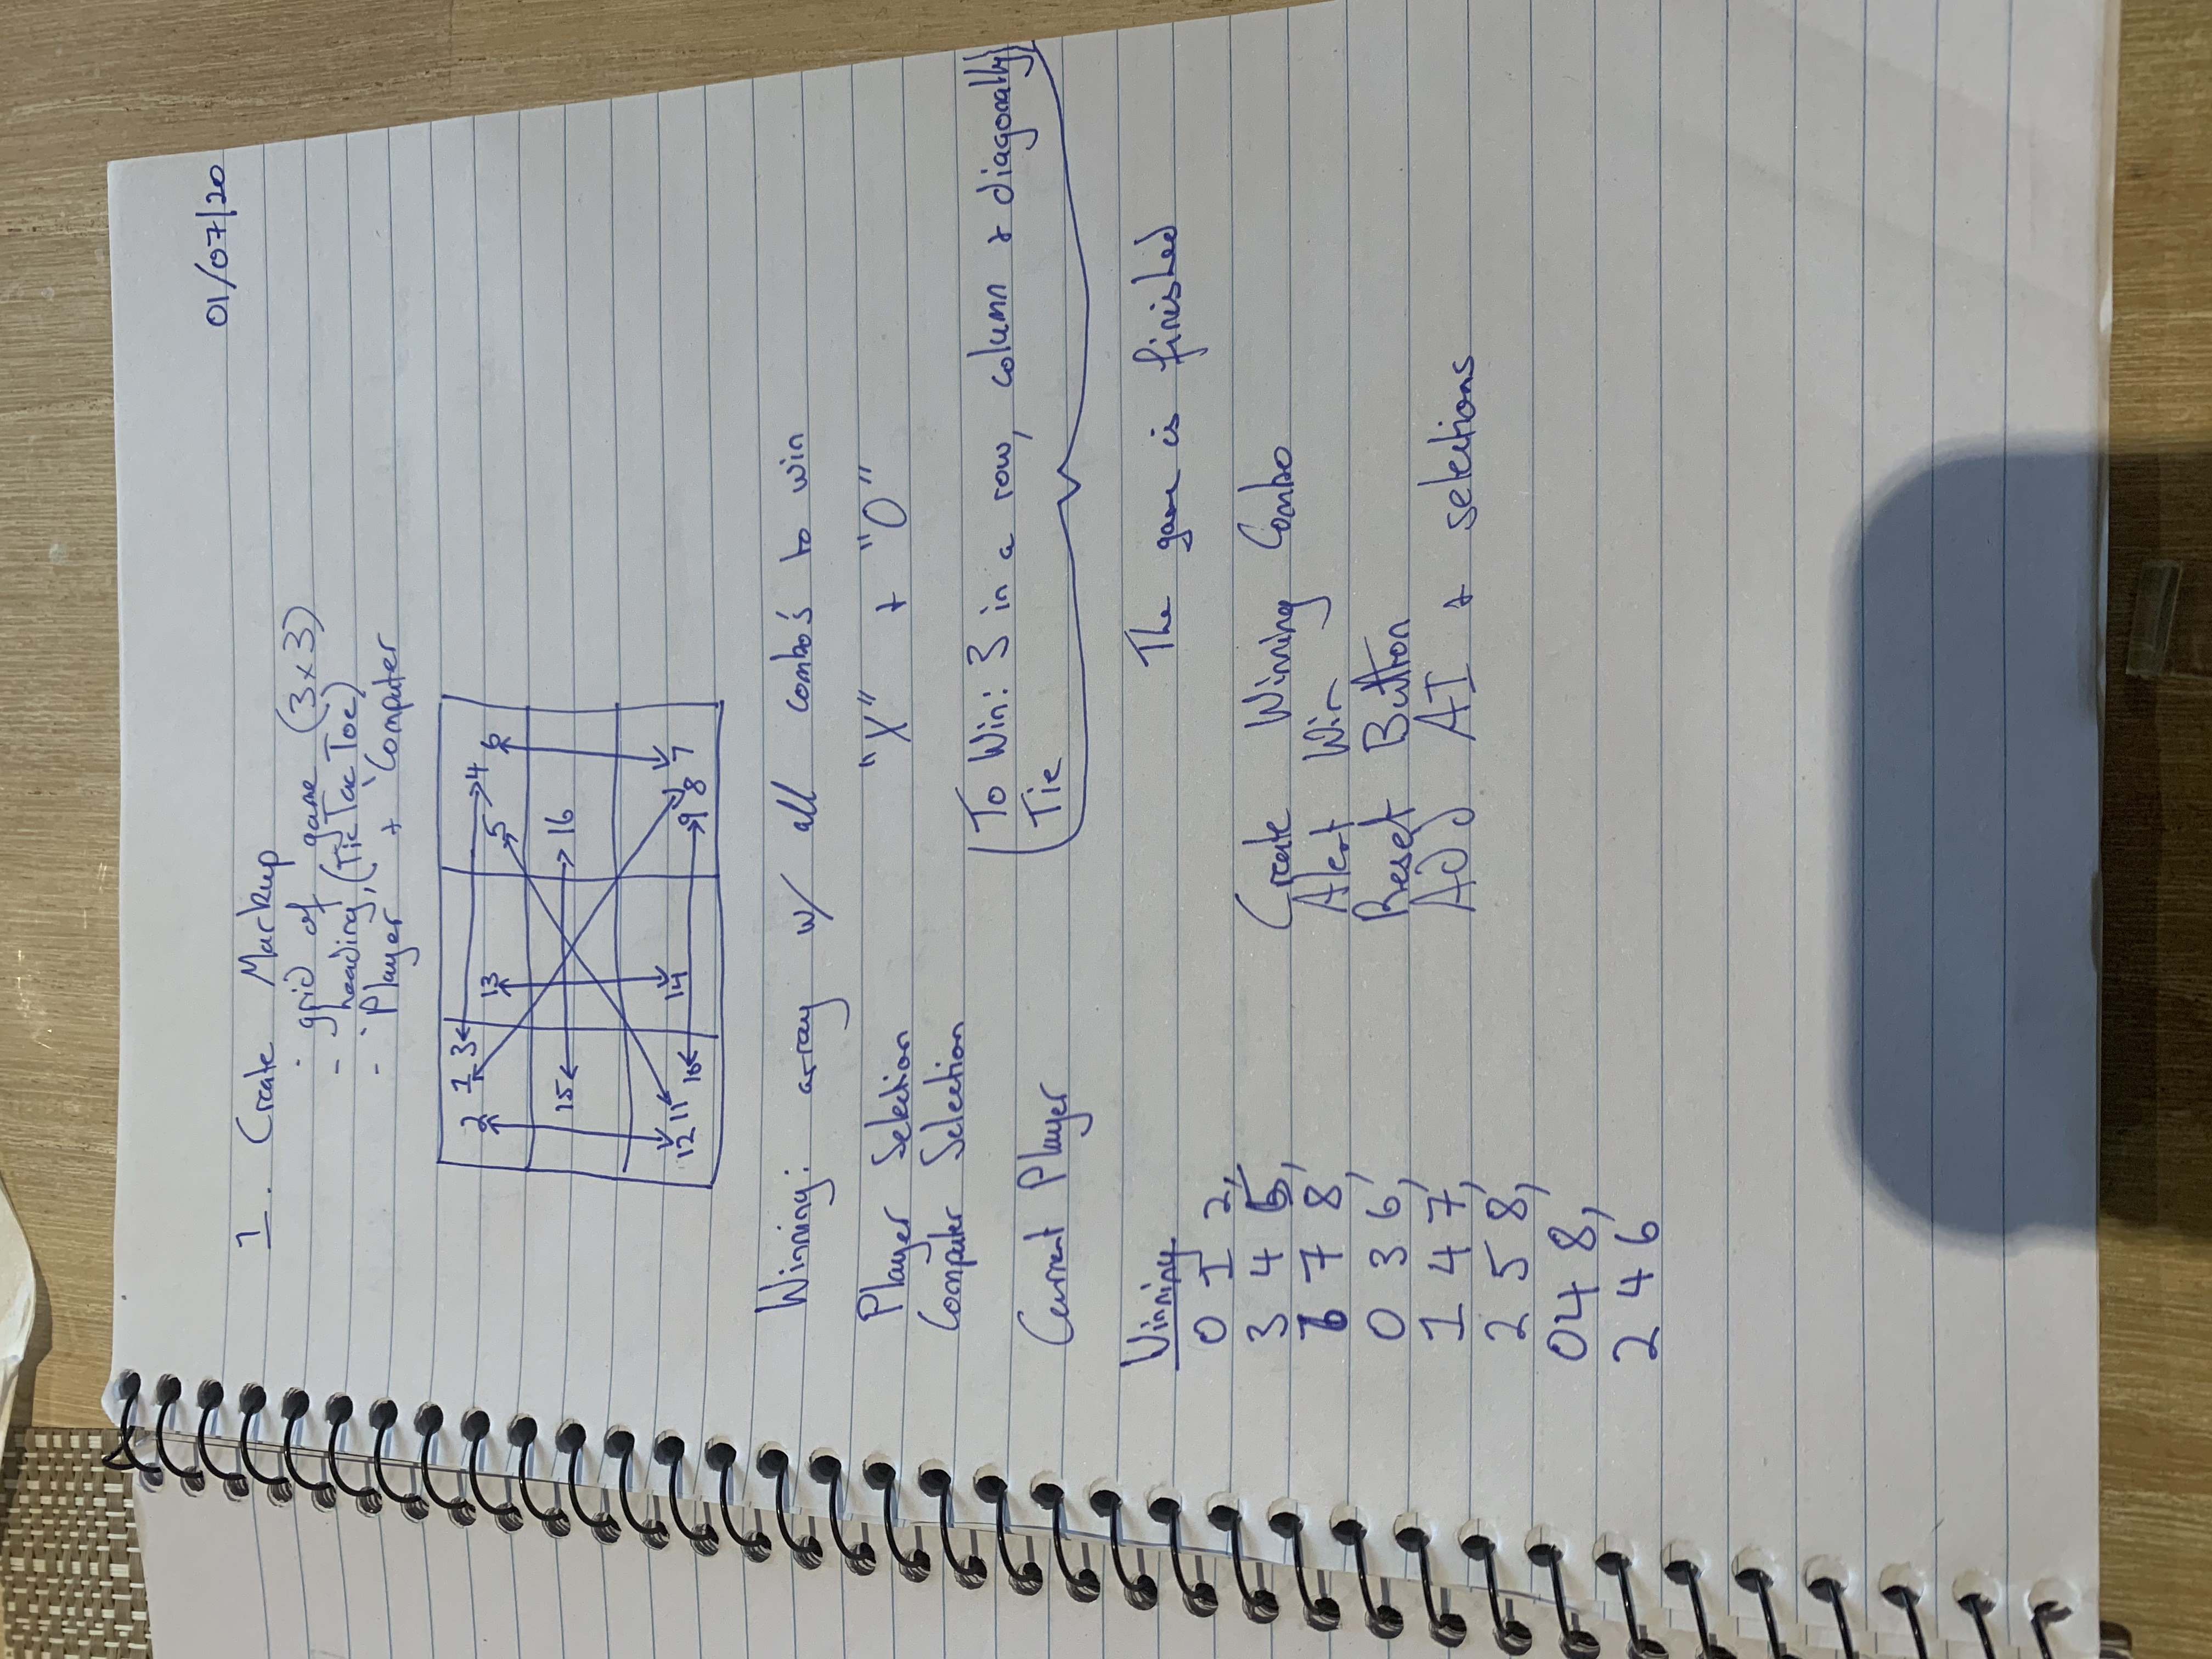 01/07/20
1. Create Markup
- grid of game (3x3)
- heading, (Tic Tac Toe)
- 'Player' + 'Computer
2 1 3 4
13 5 6
15 16
12 11 10 14 9 8 7
Winning: array w/ all combo's to win
Player Selection "X" + "O"
Computer Selection
To Win: 3 in a row, column + diagonally
Tie
Current Player
Winning
The game is finished
0 1 2,
3 4 5,
Create Winning Combo
6 7 8,
Alert Win
0 3 6,
Reset Button
1 4 7,
Add AI + selections
2 5 8,
0 4 8,
2 4 6